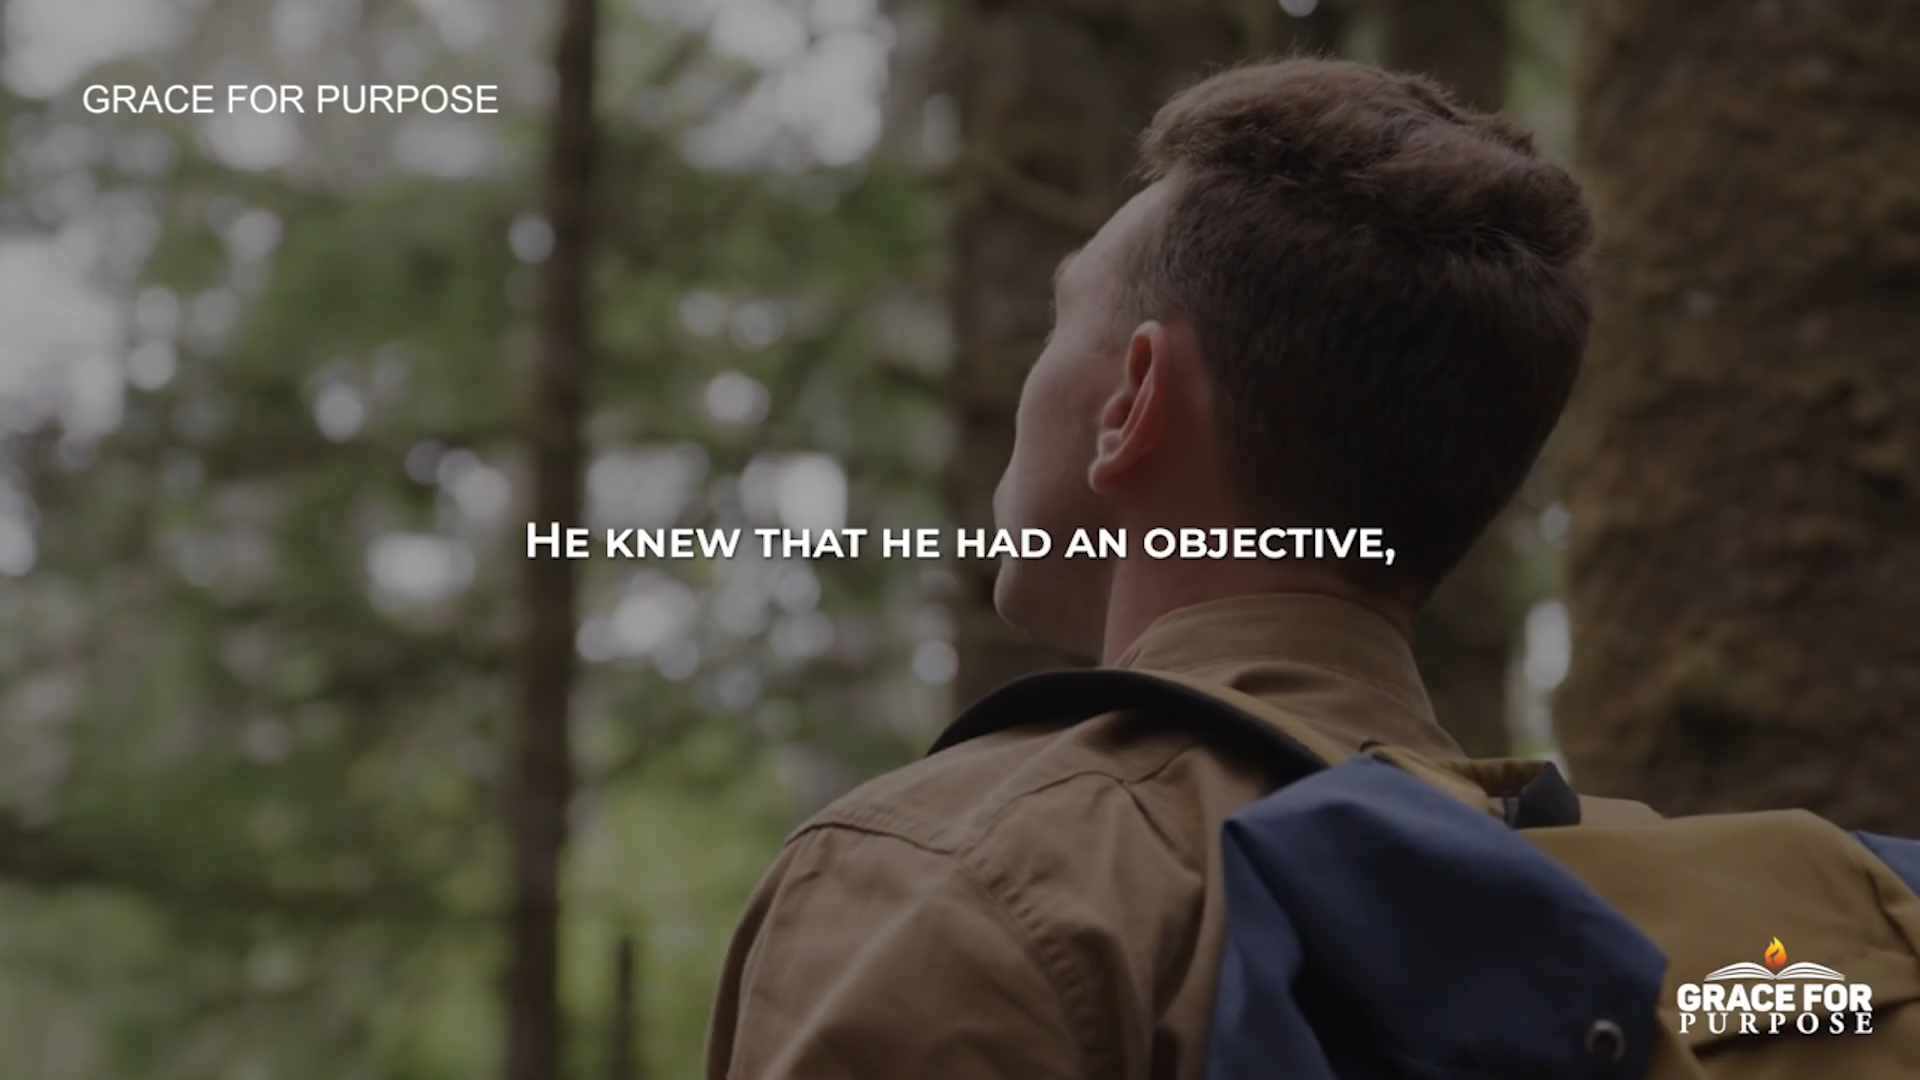 GRACE FOR PURPOSE
He knew that he had an objective,
GRACE FOR
PURPOSE